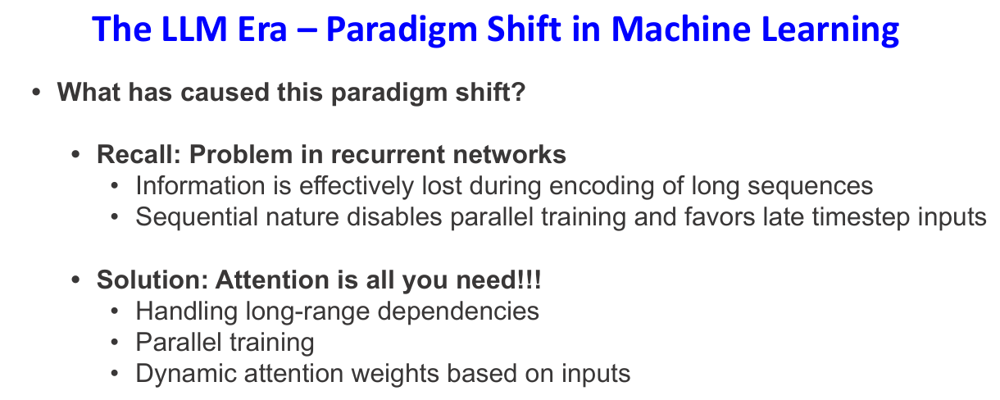 The LLM Era – Paradigm Shift in Machine Learning
• What has caused this paradigm shift?
• Recall: Problem in recurrent networks
• Information is effectively lost during encoding of long sequences
• Sequential nature disables parallel training and favors late timestep inputs
• Solution: Attention is all you need!!!
• Handling long-range dependencies
• Parallel training
• Dynamic attention weights based on inputs